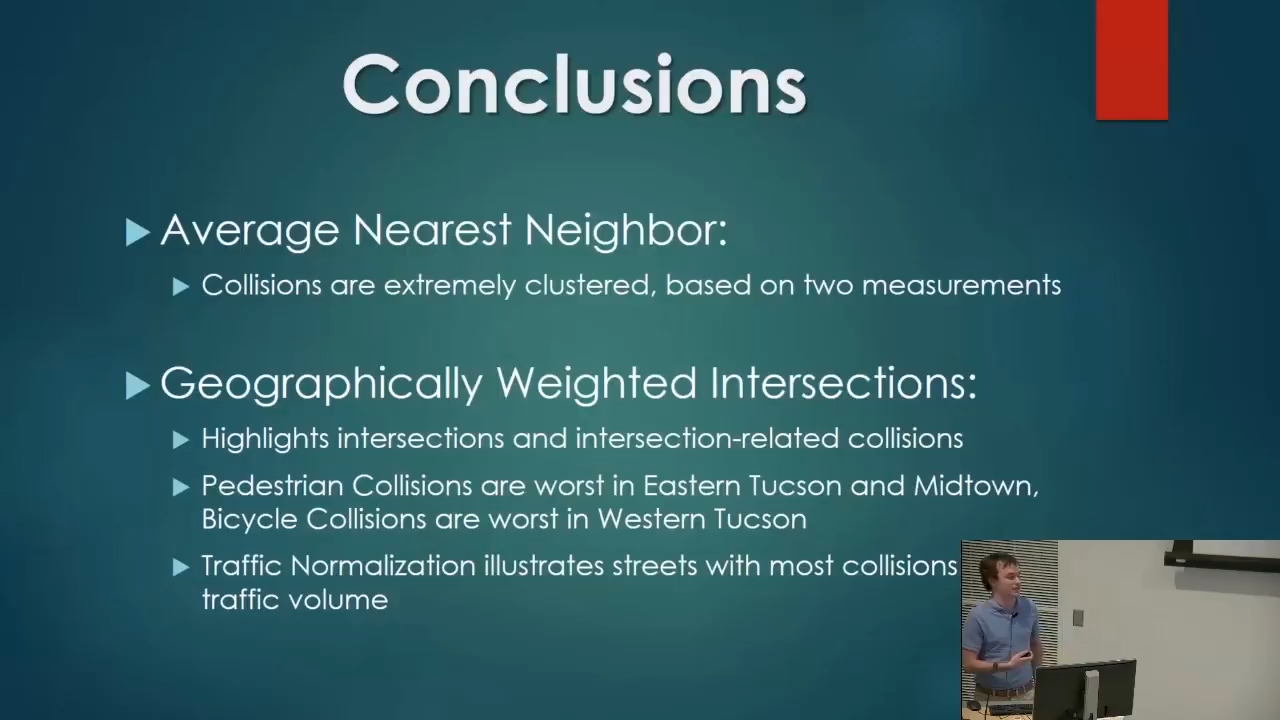 Conclusions
Average Nearest Neighbor:
Collisions are extremely clustered, based on two measurements
Geographically Weighted Intersections:
Highlights intersections and intersection-related collisions
Pedestrian Collisions are worst in Eastern Tucson and Midtown,
Bicycle Collisions are worst in Western Tucson
Traffic Normalization illustrates streets with most collisions
traffic volume